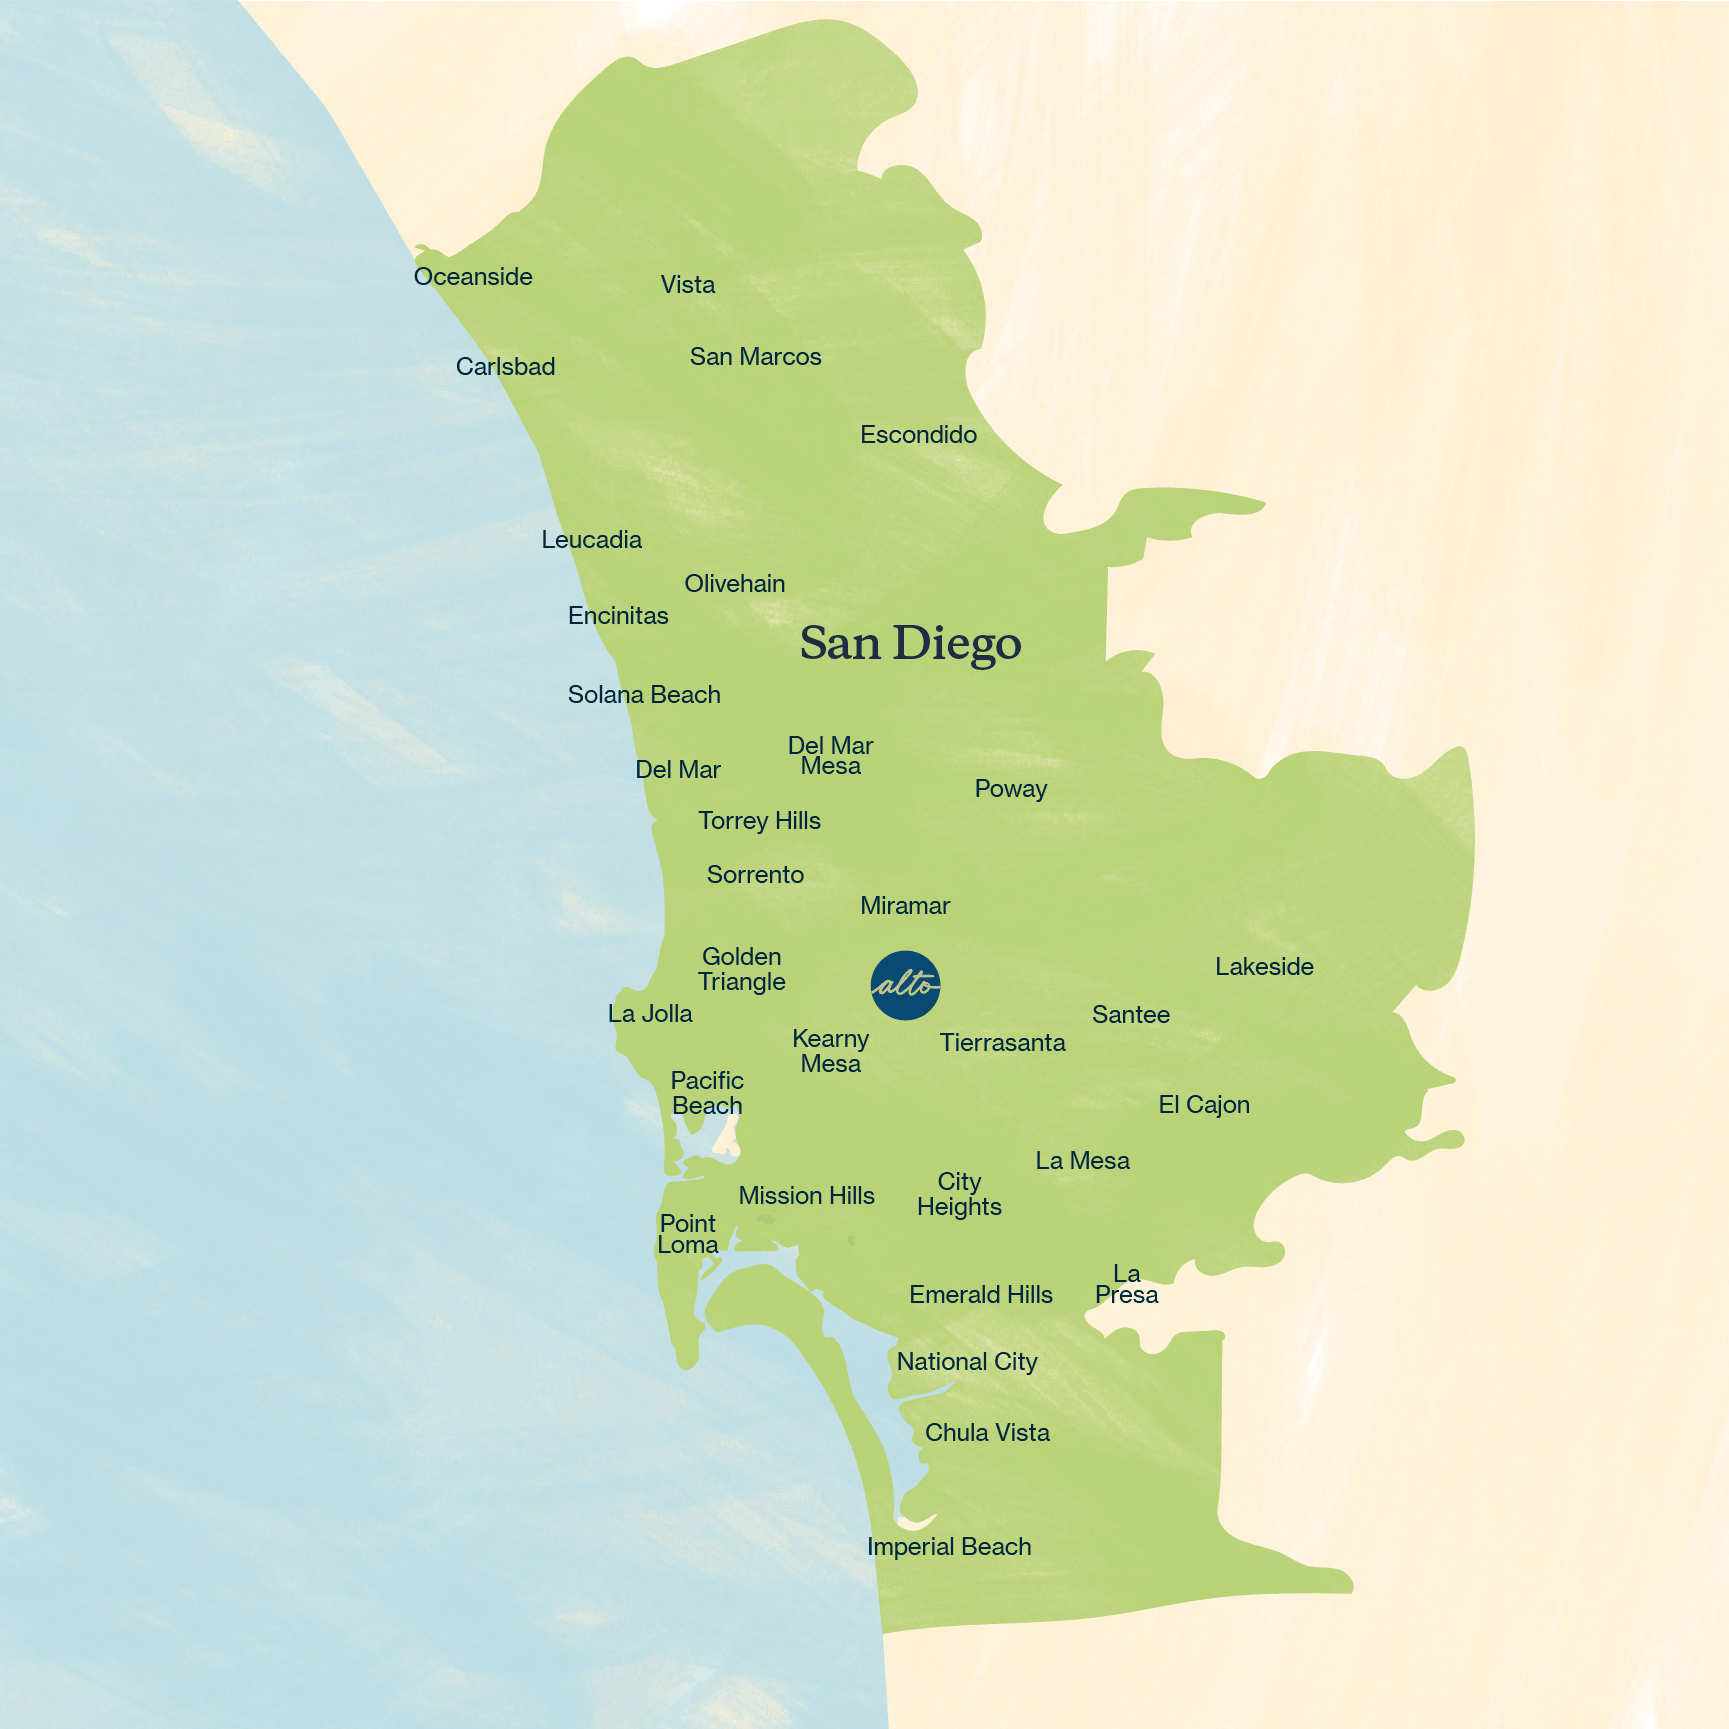 Oceanside
Vista
San Marcos
Carlsbad
Escondido
Leucadia
Olivehain
Encinitas
San Diego
Solana Beach
Del Mar
Mesa
Del Mar
Poway
Torrey Hills
Sorrento
Miramar
Golden
Triangle
alto
Lakeside
La Jolla
Santee
Kearny
Mesa
Tierrasanta
Pacific
Beach
El Cajon
La Mesa
City
Heights
Mission Hills
Point
Loma
La
Presa
Emerald Hills
National City
Chula Vista
Imperial Beach